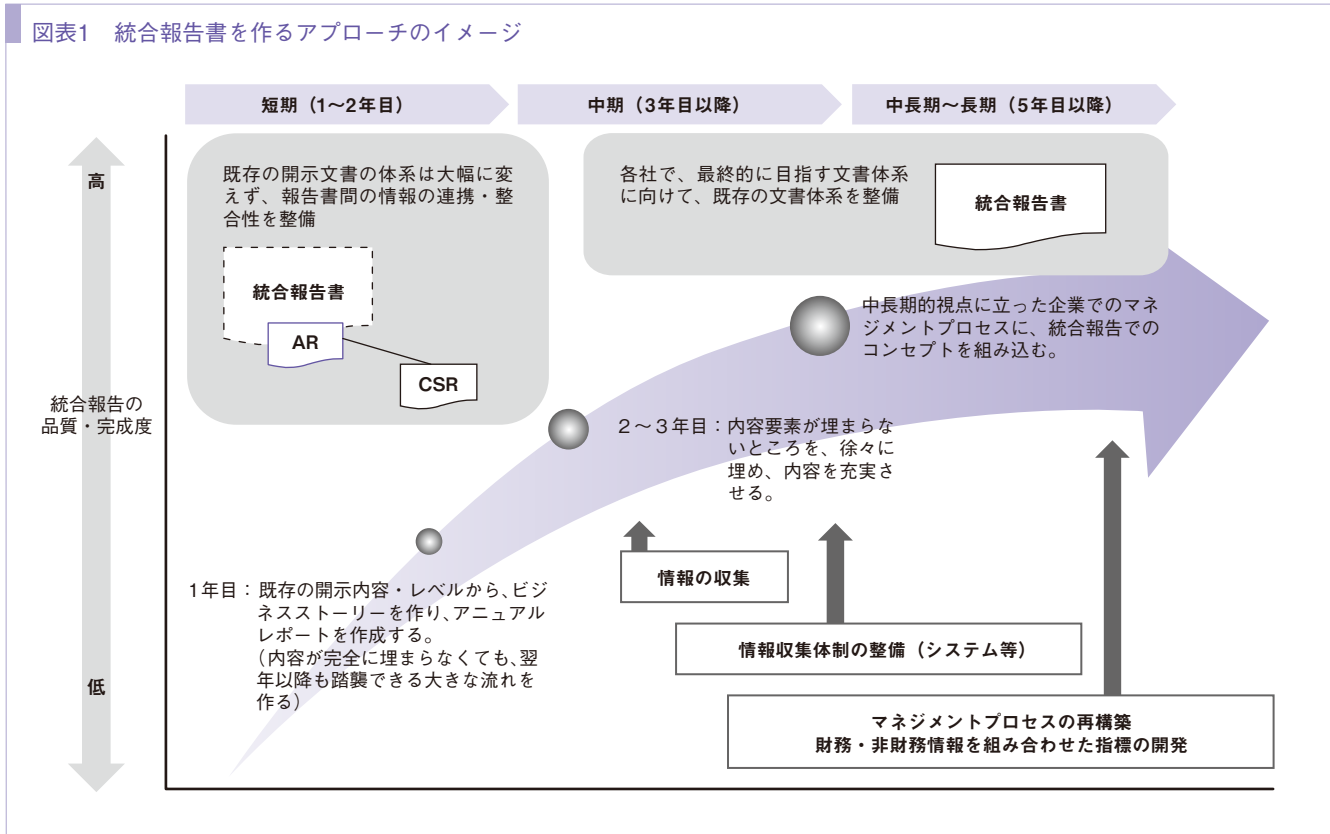 図表1 統合報告書を作るアプローチのイメージ
短期（1～2年目）
中期（3年目以降）
中長期～長期（5年目以降）
高
低
統合報告の
品質・完成度
既存の開示文書の体系は大幅に変
えず、報告書間の情報の連携・整
合性を整備
統合報告書
AR
CSR
各社で、最終的に目指す文書体系
に向けて、既存の文書体系を整備
統合報告書
中長期的視点に立った企業でのマネ
ジメントプロセスに、統合報告での
コンセプトを組み込む。
2～3年目：内容要素が埋まらな
いところを、徐々に
埋め、内容を充実さ
せる。
1年目：既存の開示内容・レベルから、ビジ
ネスストーリーを作り、アニュアル
レポートを作成する。
（内容が完全に埋まらなくても、翌
年以降も踏襲できる大きな流れを
作る）
情報の収集
情報収集体制の整備（システム等）
マネジメントプロセスの再構築
財務・非財務情報を組み合わせた指標の開発